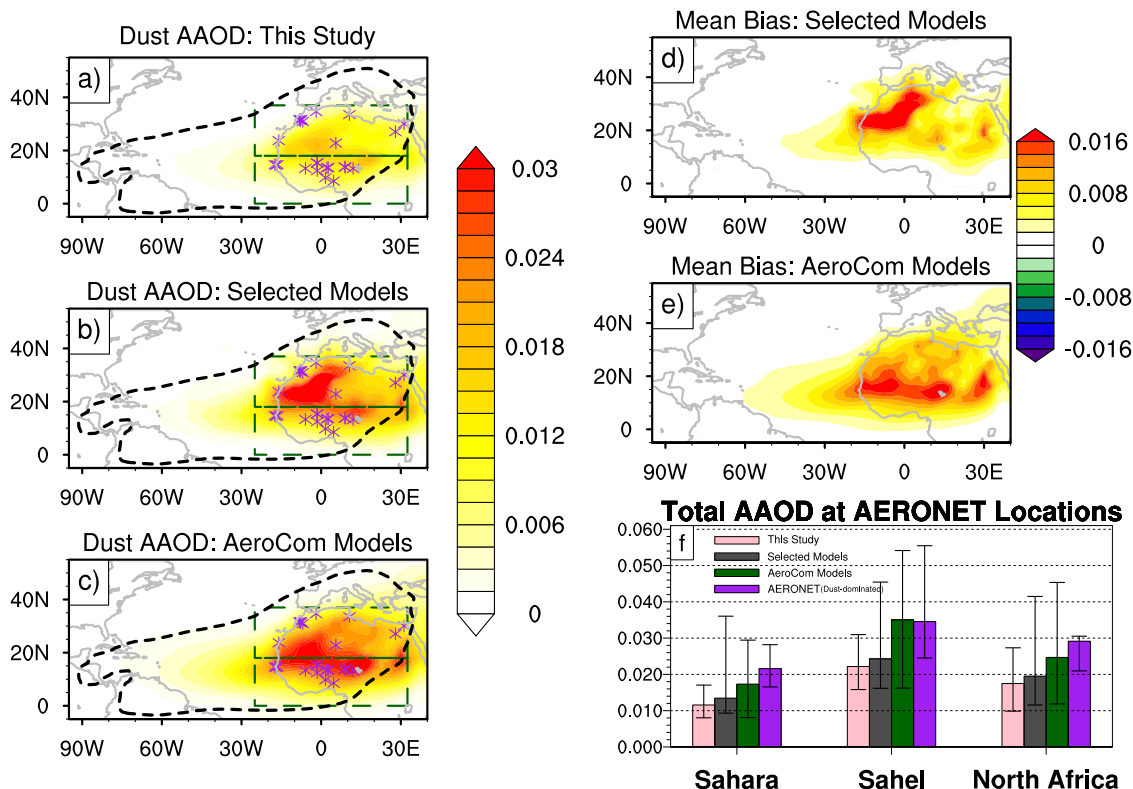 Dust AAOD: This Study
a)
40N
20N
0
90W 60W 30W 0 30E
Dust AAOD: Selected Models
b)
40N
20N
0
90W 60W 30W 0 30E
Dust AAOD: AeroCom Models
c)
40N
20N
0
90W 60W 30W 0 30E
0.03
0.024
0.018
0.012
0.006
0
Mean Bias: Selected Models
d)
40N
20N
0
90W 60W 30W 0 30E
Mean Bias: AeroCom Models
e)
40N
20N
0
90W 60W 30W 0 30E
0.016
0.008
0
-0.008
-0.016
Total AAOD at AERONET Locations
f
0.060
0.050
0.040
0.030
0.020
0.010
0.000
This Study
Selected Models
AeroCom Models
AERONET(Dust-dominated)
Sahara Sahel North Africa